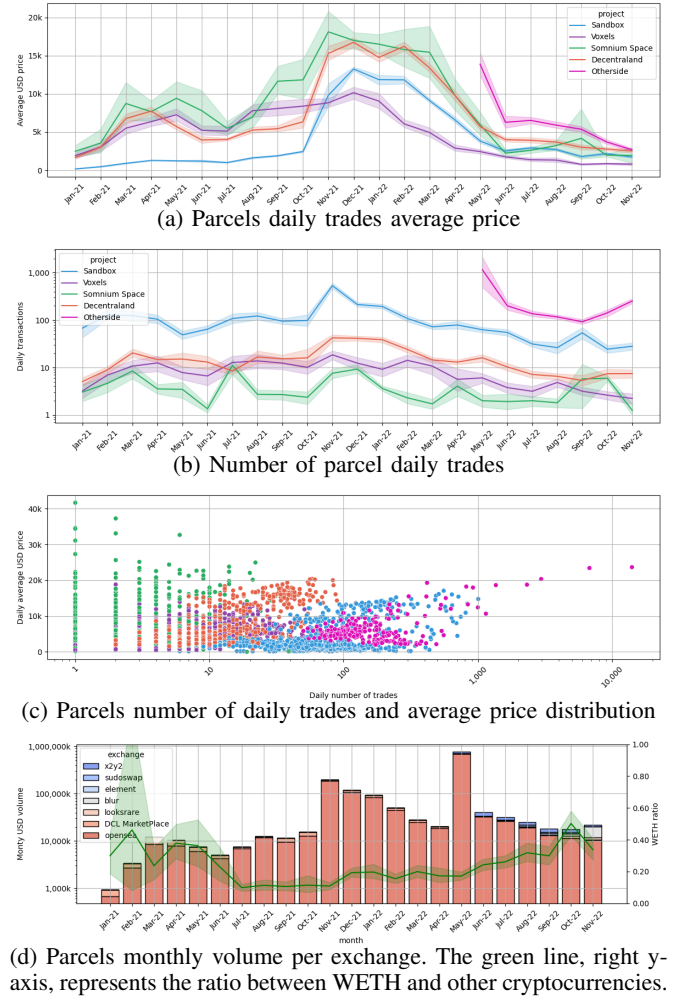 20k
15k
10k
5k
0
Average USD price
project
Sandbox
Voxels
Somnium Space
Decentraland
Otherside
Jan-21 Feb-21 Mar-21 Apr-21 May-21 Jun-21 Jul-21 Aug-21 Sep-21 Oct-21 Nov-21 Dec-21 Jan-22 Feb-22 Mar-22 Apr-22 May-22 Jun-22 Jul-22 Aug-22 Sep-22 Oct-22 Nov-22
(a) Parcels daily trades average price
1,000
100
10
1
Daily transactions
project
Sandbox
Voxels
Somnium Space
Decentraland
Otherside
Jan-21 Feb-21 Mar-21 Apr-21 May-21 Jun-21 Jul-21 Aug-21 Sep-21 Oct-21 Nov-21 Dec-21 Jan-22 Feb-22 Mar-22 Apr-22 May-22 Jun-22 Jul-22 Aug-22 Sep-22 Oct-22 Nov-22
(b) Number of parcel daily trades
40k
30k
20k
10k
0
Daily average USD price
1 10 100 1,000 10,000
Daily number of trades
(c) Parcels number of daily trades and average price distribution
1,000,000k
100,000k
10,000k
1,000k
Monty USD volume
exchange
x2y2
sudoswap
element
blur
looksrare
DCL MarketPlace
opensea
1.00
0.80
0.60
0.40
0.20
0.00
WETH ratio
Jan-21 Feb-21 Mar-21 Apr-21 May-21 Jun-21 Jul-21 Aug-21 Sep-21 Oct-21 Nov-21 Dec-21 Jan-22 Feb-22 Mar-22 Apr-22 May-22 Jun-22 Jul-22 Aug-22 Sep-22 Oct-22 Nov-22
month
(d) Parcels monthly volume per exchange. The green line, right y-
axis, represents the ratio between WETH and other cryptocurrencies.